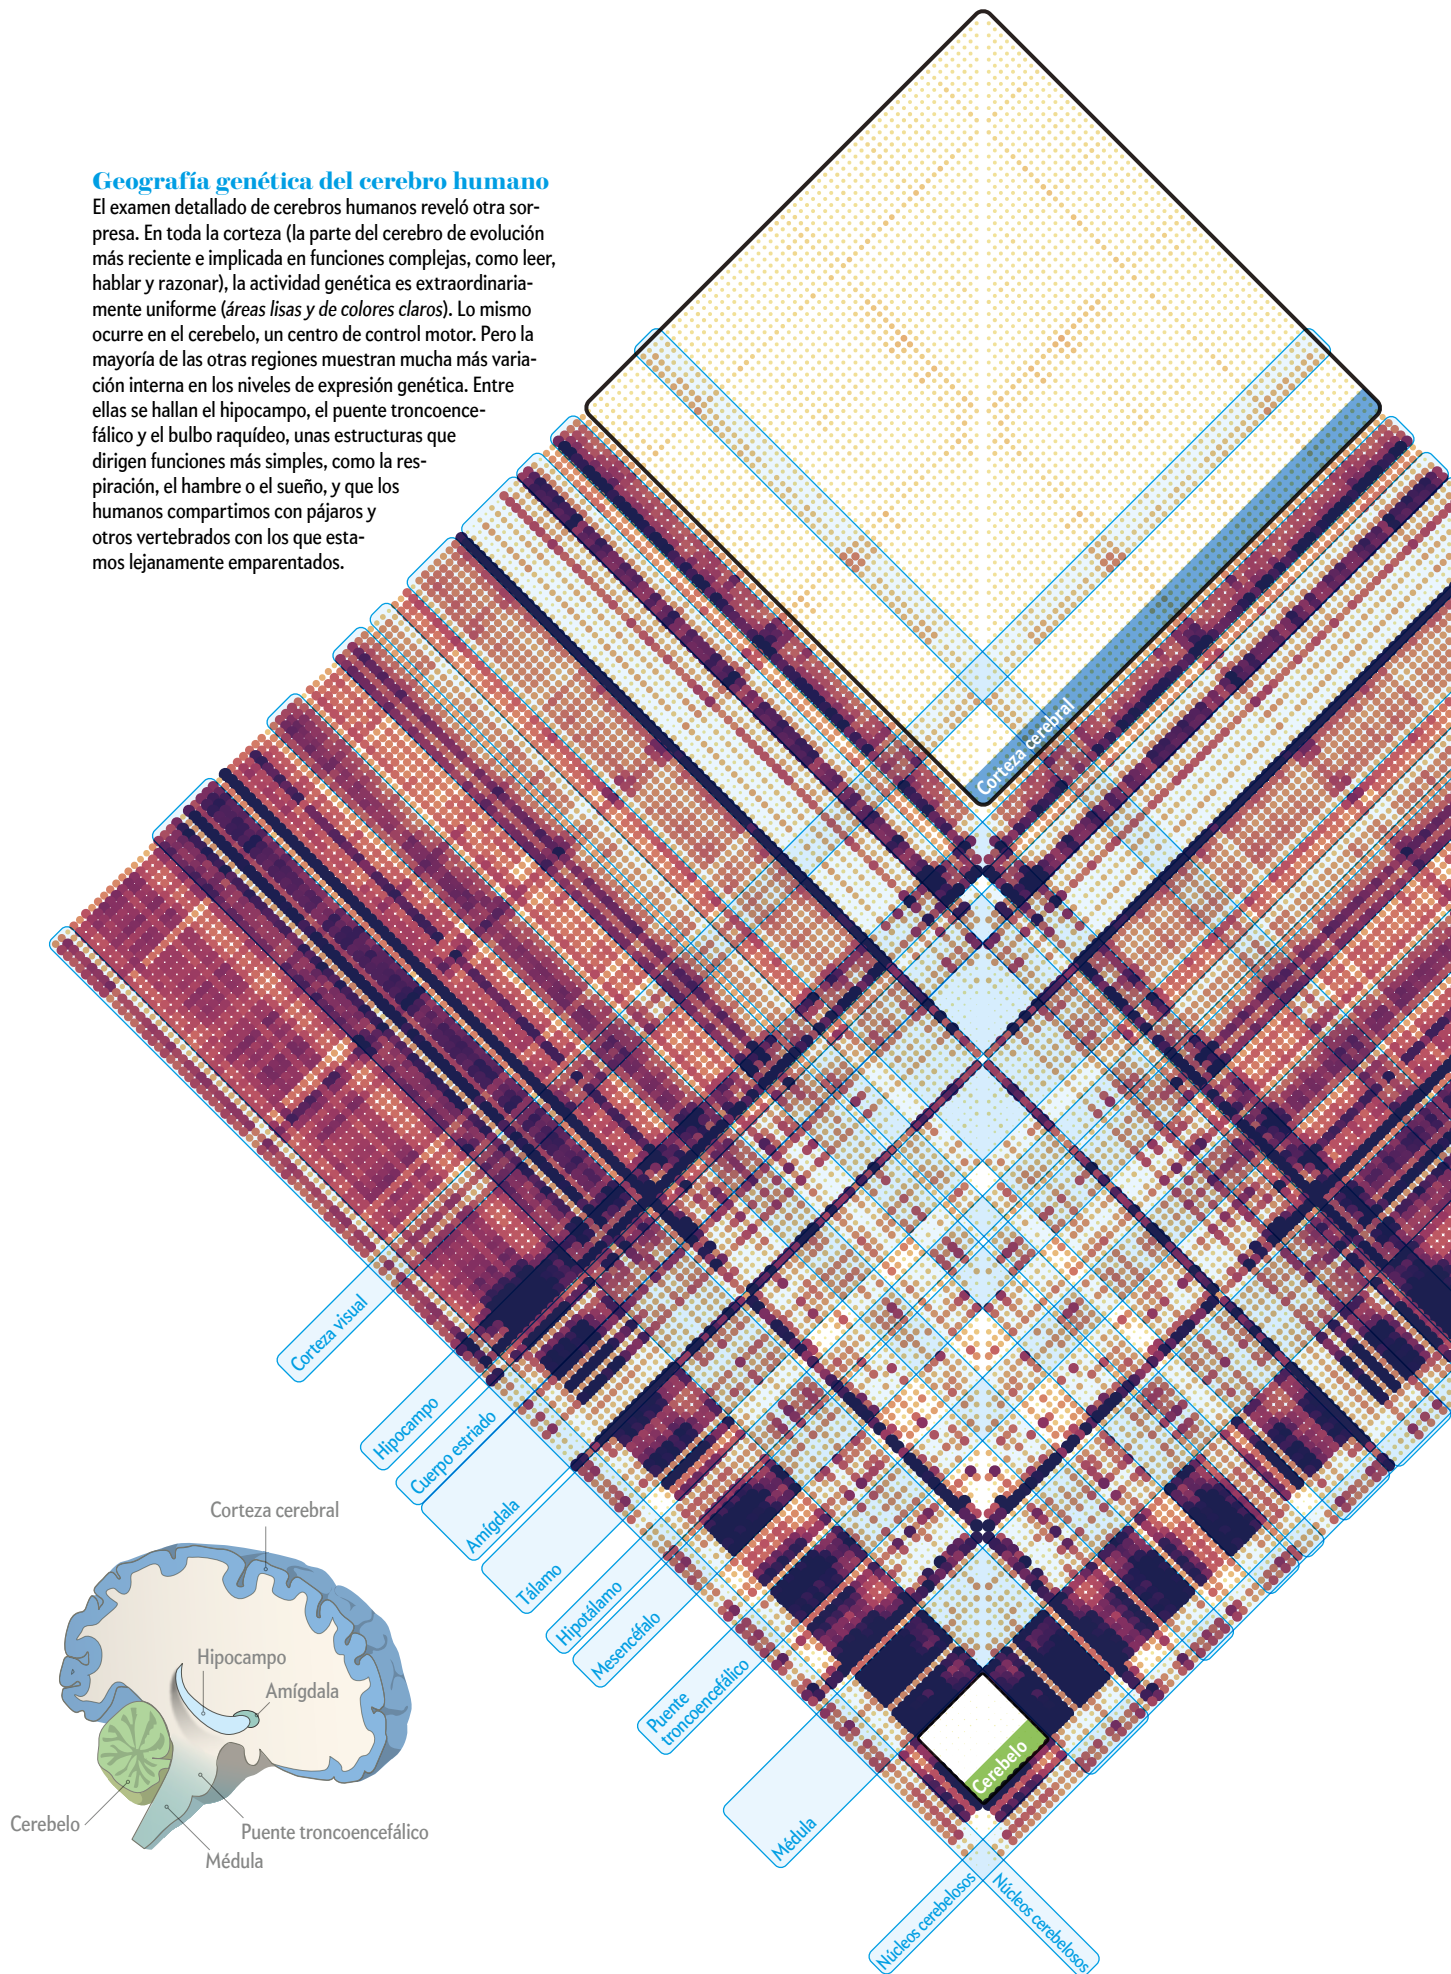 Geografía genética del cerebro humano
El examen detallado de cerebros humanos reveló otra sor-
presa. En toda la corteza (la parte del cerebro de evolución
más reciente e implicada en funciones complejas, como leer,
hablar y razonar), la actividad genética es extraordinaria-
mente uniforme (áreas lisas y de colores claros). Lo mismo
ocurre en el cerebelo, un centro de control motor. Pero la
mayoría de las otras regiones muestran mucha más varia-
ción interna en los niveles de expresión genética. Entre
ellas se hallan el hipocampo, el puente troncoence-
fálico y el bulbo raquídeo, unas estructuras que
dirigen funciones más simples, como la res-
piración, el hambre o el sueño, y que los
humanos compartimos con pájaros y
otros vertebrados con los que esta-
mos lejanamente emparentados.
Corteza cerebral
Corteza visual
Hipocampo
Cuerpo estriado
Amígdala
Tálamo
Hipotálamo
Mesencéfalo
Puente
troncoencefálico
Médula
Núcleos cerebelosos
Núcleos cerebelosos
Cerebelo
Corteza cerebral
Hipocampo
Amígdala
Cerebelo
Puente troncoencefálico
Médula